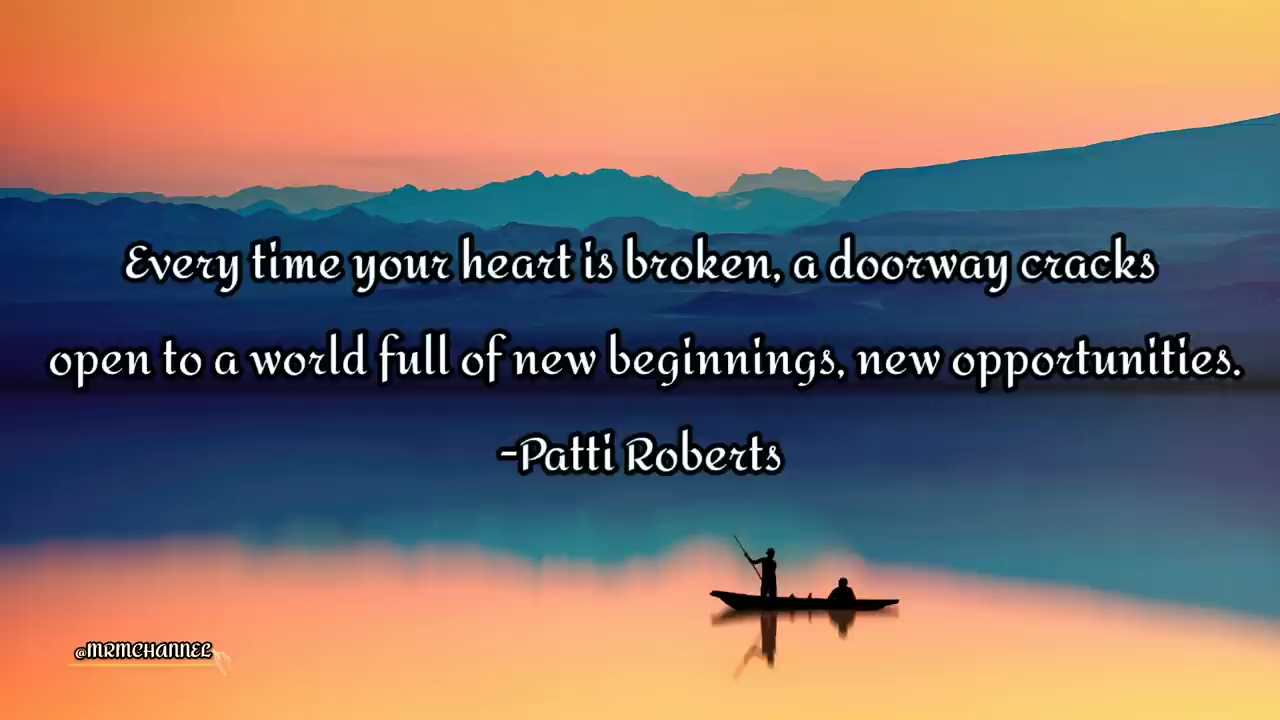 Every time your heart is broken, a doorway cracks
open to a world full of new beginnings, new opportunities.
-Patti Roberts
@MRMCHANNEL